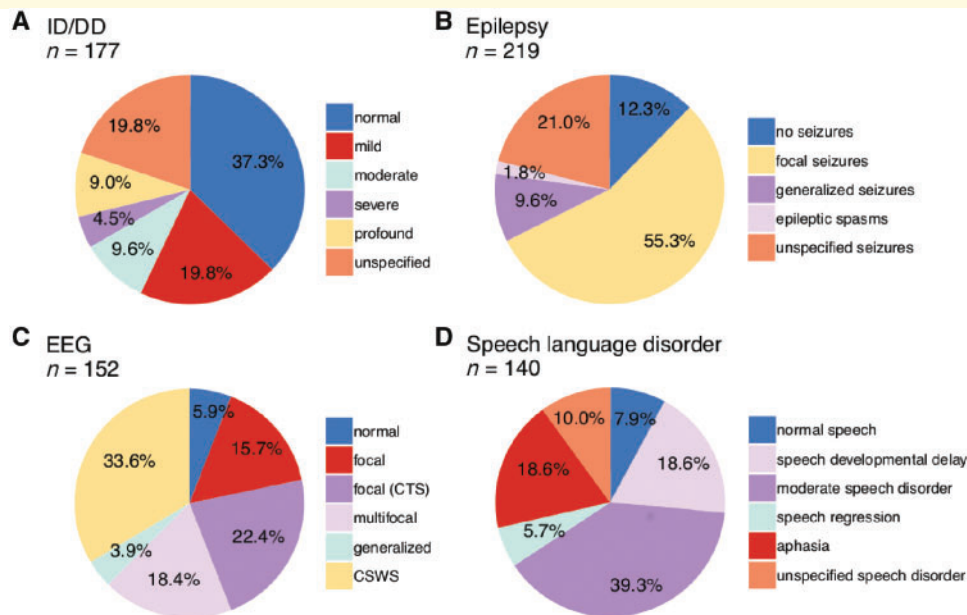 A ID/DD
n = 177
37.3%
19.8%
9.6%
4.5%
9.0%
19.8%
normal
mild
moderate
severe
profound
unspecified
B Epilepsy
n = 219
12.3%
55.3%
9.6%
1.8%
21.0%
no seizures
focal seizures
generalized seizures
epileptic spasms
unspecified seizures
C EEG
n = 152
5.9%
15.7%
22.4%
18.4%
3.9%
33.6%
normal
focal
focal (CTS)
multifocal
generalized
CSWS
D Speech language disorder
n = 140
7.9%
18.6%
39.3%
5.7%
18.6%
10.0%
normal speech
speech developmental delay
moderate speech disorder
speech regression
aphasia
unspecified speech disorder